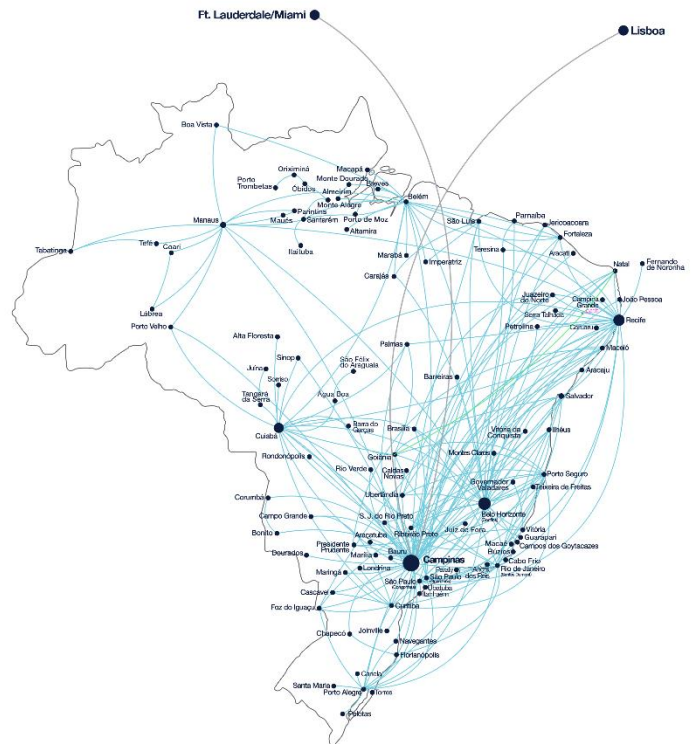 Ft. Lauderdale/Miami
Lisboa
Boa Vista
Oriximiná
Macapá
Porto
Trombetas
Monte Dourado
Óbidos
Breves
Almeirim
Belém
Monte Alegre
Parintins
Maués
Santarém
Porto de Moz
Manaus
Altamira
São Luís
Parnaíba
Jericoacoara
Fortaleza
Tabatinga
Tefé
Coari
Itaituba
Marabá
Imperatriz
Teresina
Aracati
Natal
Fernando
de Noronha
Carajás
Lábrea
Juazeiro
do Norte
Campina
Grande
João Pessoa
Serra Talhada
Recife
Porto Velho
Petrolina
Caruaru
Alta Floresta
Palmas
Maceió
Sinop
São Félix
do Araguaia
Juína
Aracaju
Sorriso
Barreiras
Tangará
da Serra
Água Boa
Salvador
Cuiabá
Barra do
Garças
Brasília
Vitória da
Conquista
Ilhéus
Rondonópolis
Goiânia
Montes Claros
Rio Verde
Caldas
Novas
Porto Seguro
Governador
Valadares
Teixeira de Freitas
Corumbá
Uberlândia
Belo Horizonte
Campo Grande
S. J. do Rio Preto
Ribeirão Preto
Juiz de Fora
Vitória
Guarapari
Bonito
Araçatuba
Macaé
Campos dos Goytacazes
Presidente
Prudente
Búzios
Dourados
Marília
Bauru
Campinas
Cabo Frio
Londrina
Angra
dos Reis
Rio de Janeiro
Maringá
São Paulo
São Paulo
Ubatuba
Cascavel
Curitiba
Foz do Iguaçu
Joinville
Chapecó
Navegantes
Florianópolis
Canela
Santa Maria
Porto Alegre
Torres
Pelotas